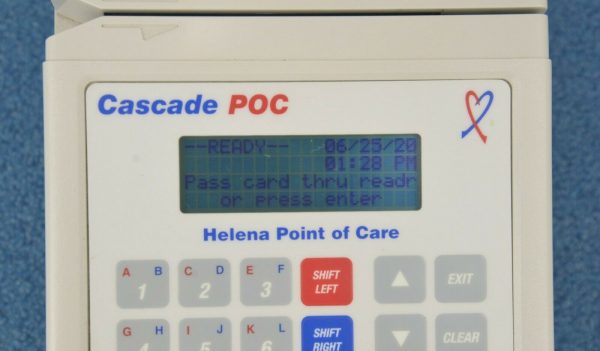 Cascade POC
--READY-- 06/25/20
01:28 PM
Pass card thru readr
or press enter
Helena Point of Care
A B C D E F SHIFT LEFT EXIT
1 2 3
G H I J K L SHIFT RIGHT CLEAR
4 5 6